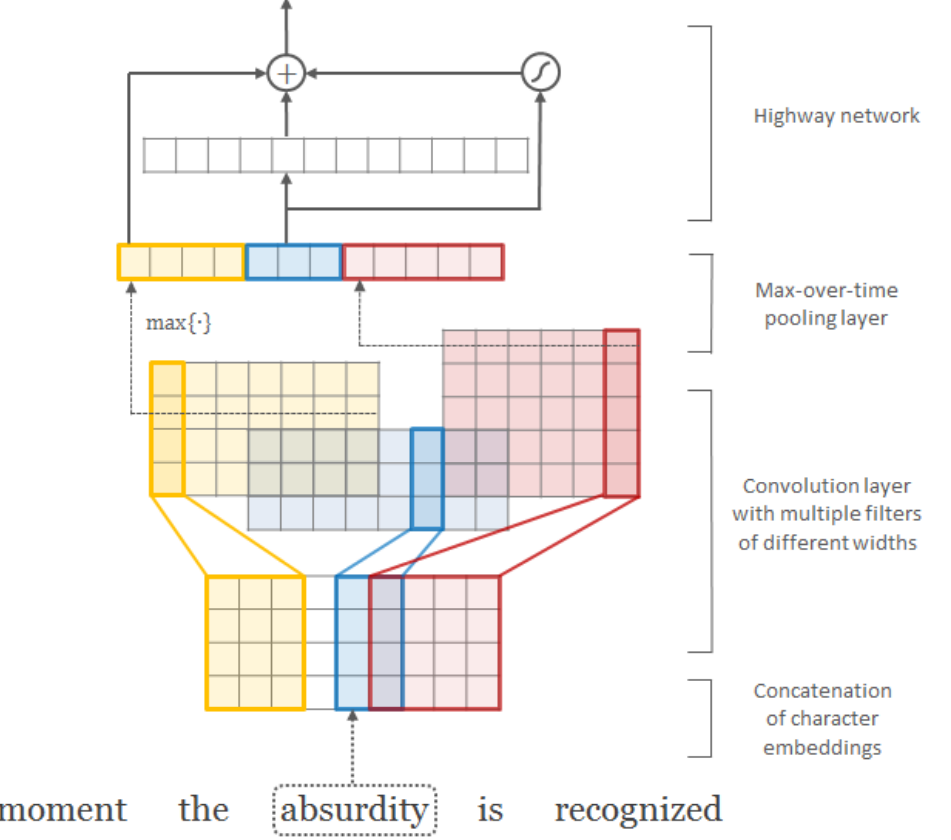 +
Highway network
Max-over-time
pooling layer
max{·}
Convolution layer
with multiple filters
of different widths
Concatenation
of character
embeddings
moment the absurdity is recognized